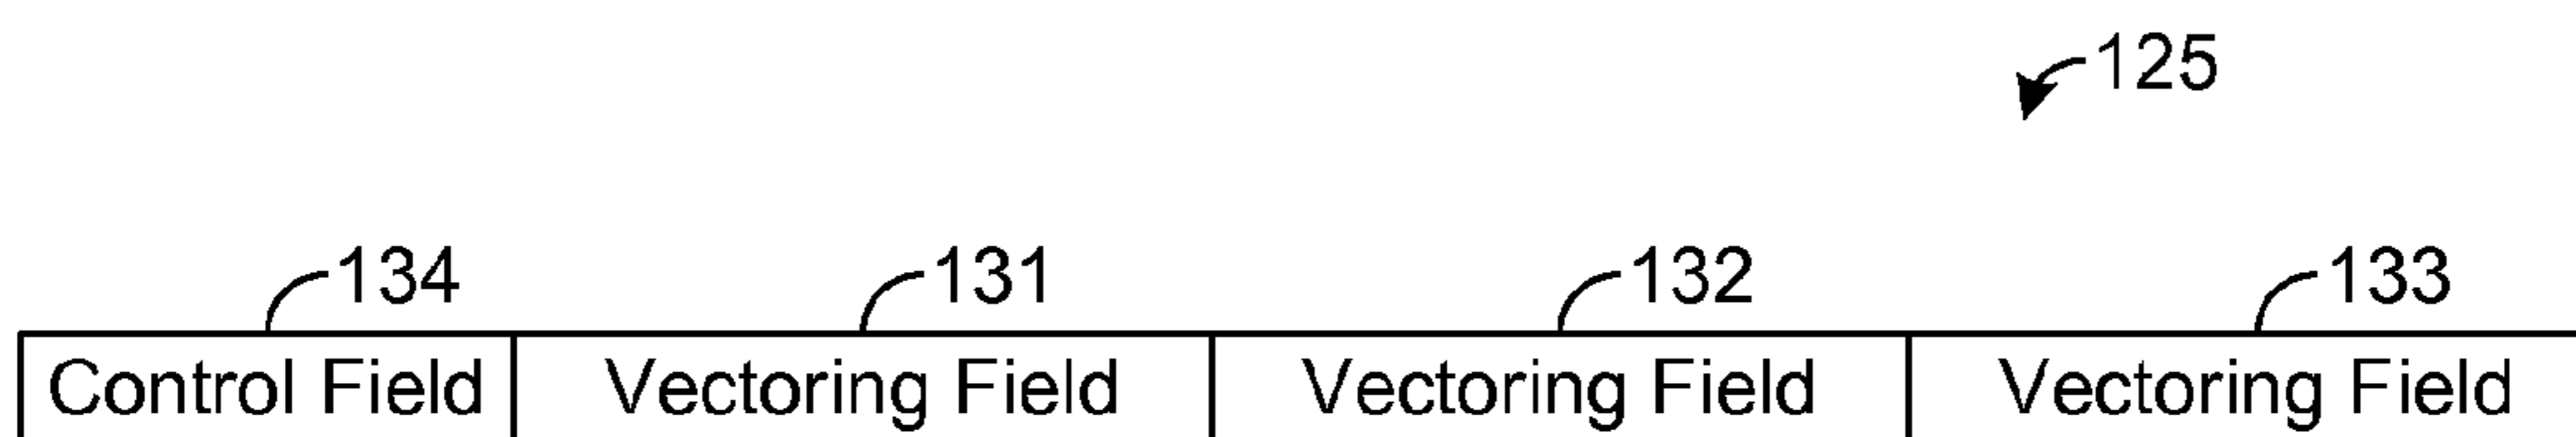 125
134 131 132 133
Control Field Vectoring Field Vectoring Field Vectoring Field